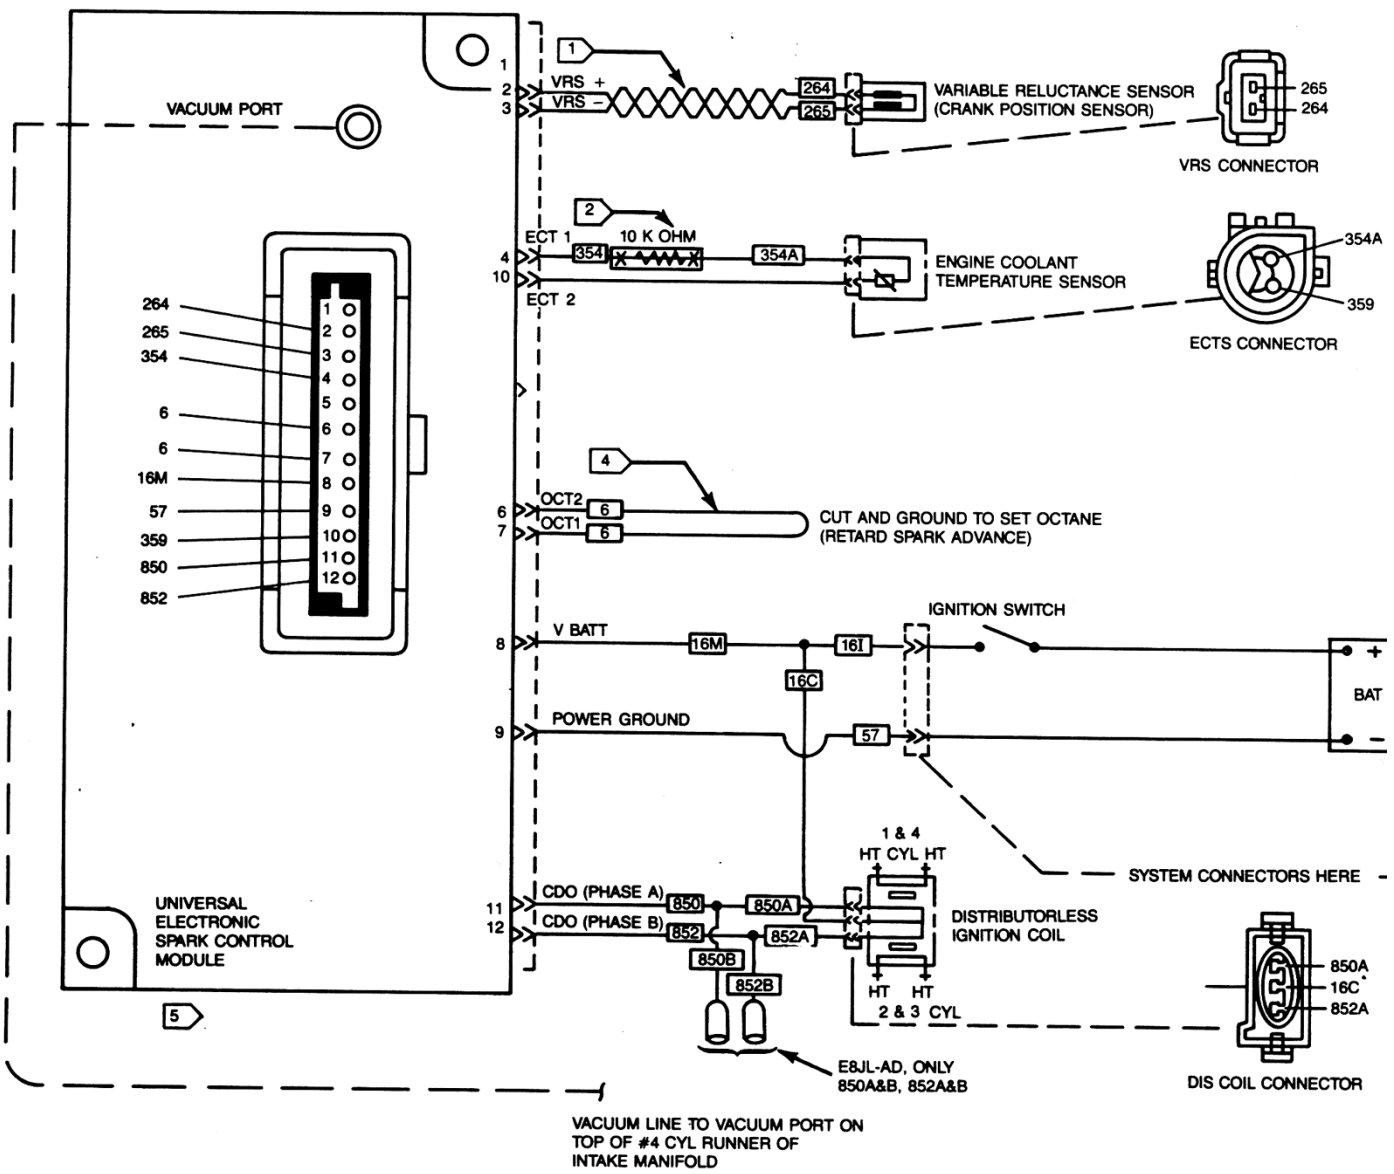 VACUUM PORT
1
2
3
4
10
6
7
8
9
11
12
264
265
354
6
6
16M
57
359
850
852
1
2
3
4
5
6
7
8
9
10
11
12
UNIVERSAL
ELECTRONIC
SPARK CONTROL
MODULE
5
1
VRS +
VRS –
264
265
VARIABLE RELUCTANCE SENSOR
(CRANK POSITION SENSOR)
265
264
VRS CONNECTOR
2
ECT 1
354
10 K OHM
354A
ECT 2
ENGINE COOLANT
TEMPERATURE SENSOR
354A
359
ECTS CONNECTOR
4
OCT2
6
OCT1
6
CUT AND GROUND TO SET OCTANE
(RETARD SPARK ADVANCE)
V BATT
16M
16I
16C
IGNITION SWITCH
+
BAT
–
POWER GROUND
57
SYSTEM CONNECTORS HERE
1 & 4
HT CYL HT
CDO (PHASE A)
850
850A
CDO (PHASE B)
852
852A
850B
852B
DISTRIBUTORLESS
IGNITION COIL
HT HT
2 & 3 CYL
850A
16C
852A
DIS COIL CONNECTOR
E8JL-AD, ONLY
850A&B, 852A&B
VACUUM LINE TO VACUUM PORT ON
TOP OF #4 CYL RUNNER OF
INTAKE MANIFOLD